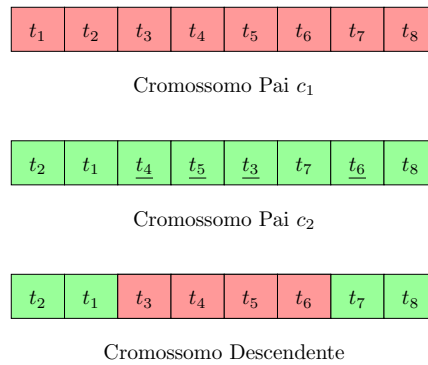 t₁ t₂ t₃ t₄ t₅ t₆ t₇ t₈
Cromossomo Pai c₁
t₂ t₁ t₄ t₅ t₃ t₇ t₆ t₈
Cromossomo Pai c₂
t₂ t₁ t₃ t₄ t₅ t₆ t₇ t₈
Cromossomo Descendente